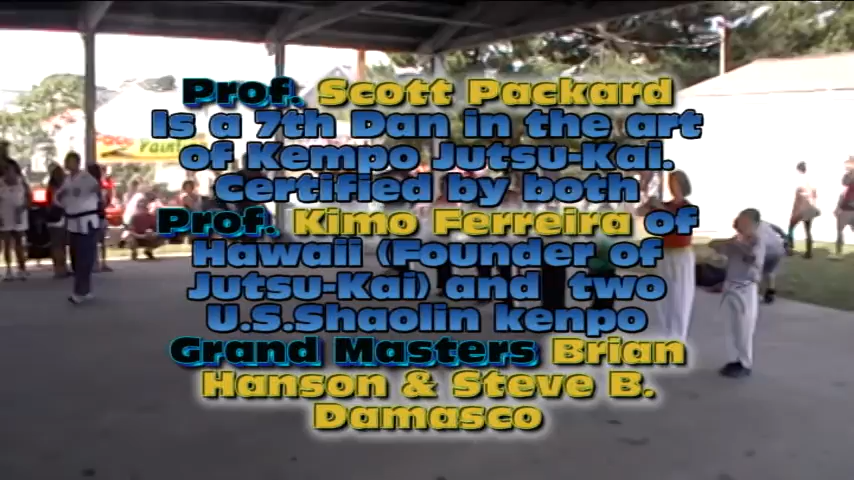 Prof. Scott Packard
Is a 7th Dan in the art
of Kempo Jutsu-Kai.
certified by both
Prof. Kimo Ferreira of
Hawaii (Founder of
Jutsu-Kai) and two
U.S.Shaolin kenpo
Grand Masters Brian
Hanson & Steve B.
Damasco